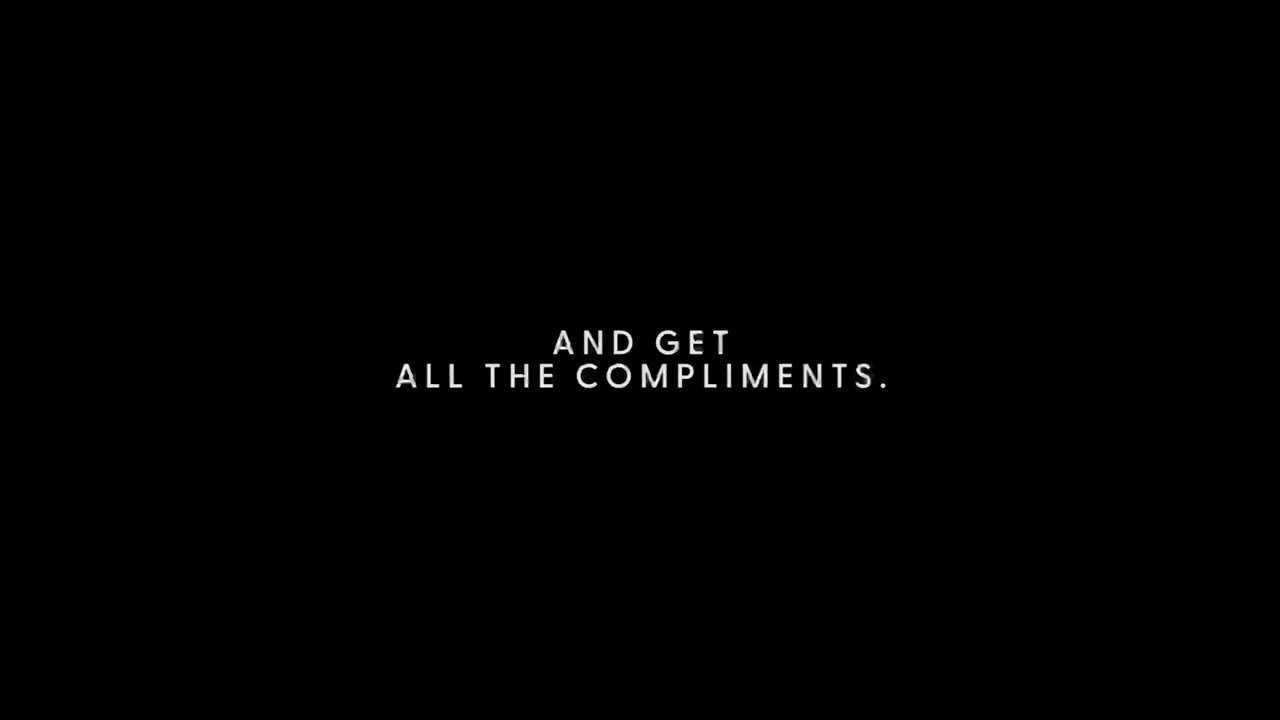 AND GET
ALL THE COMPLIMENTS.